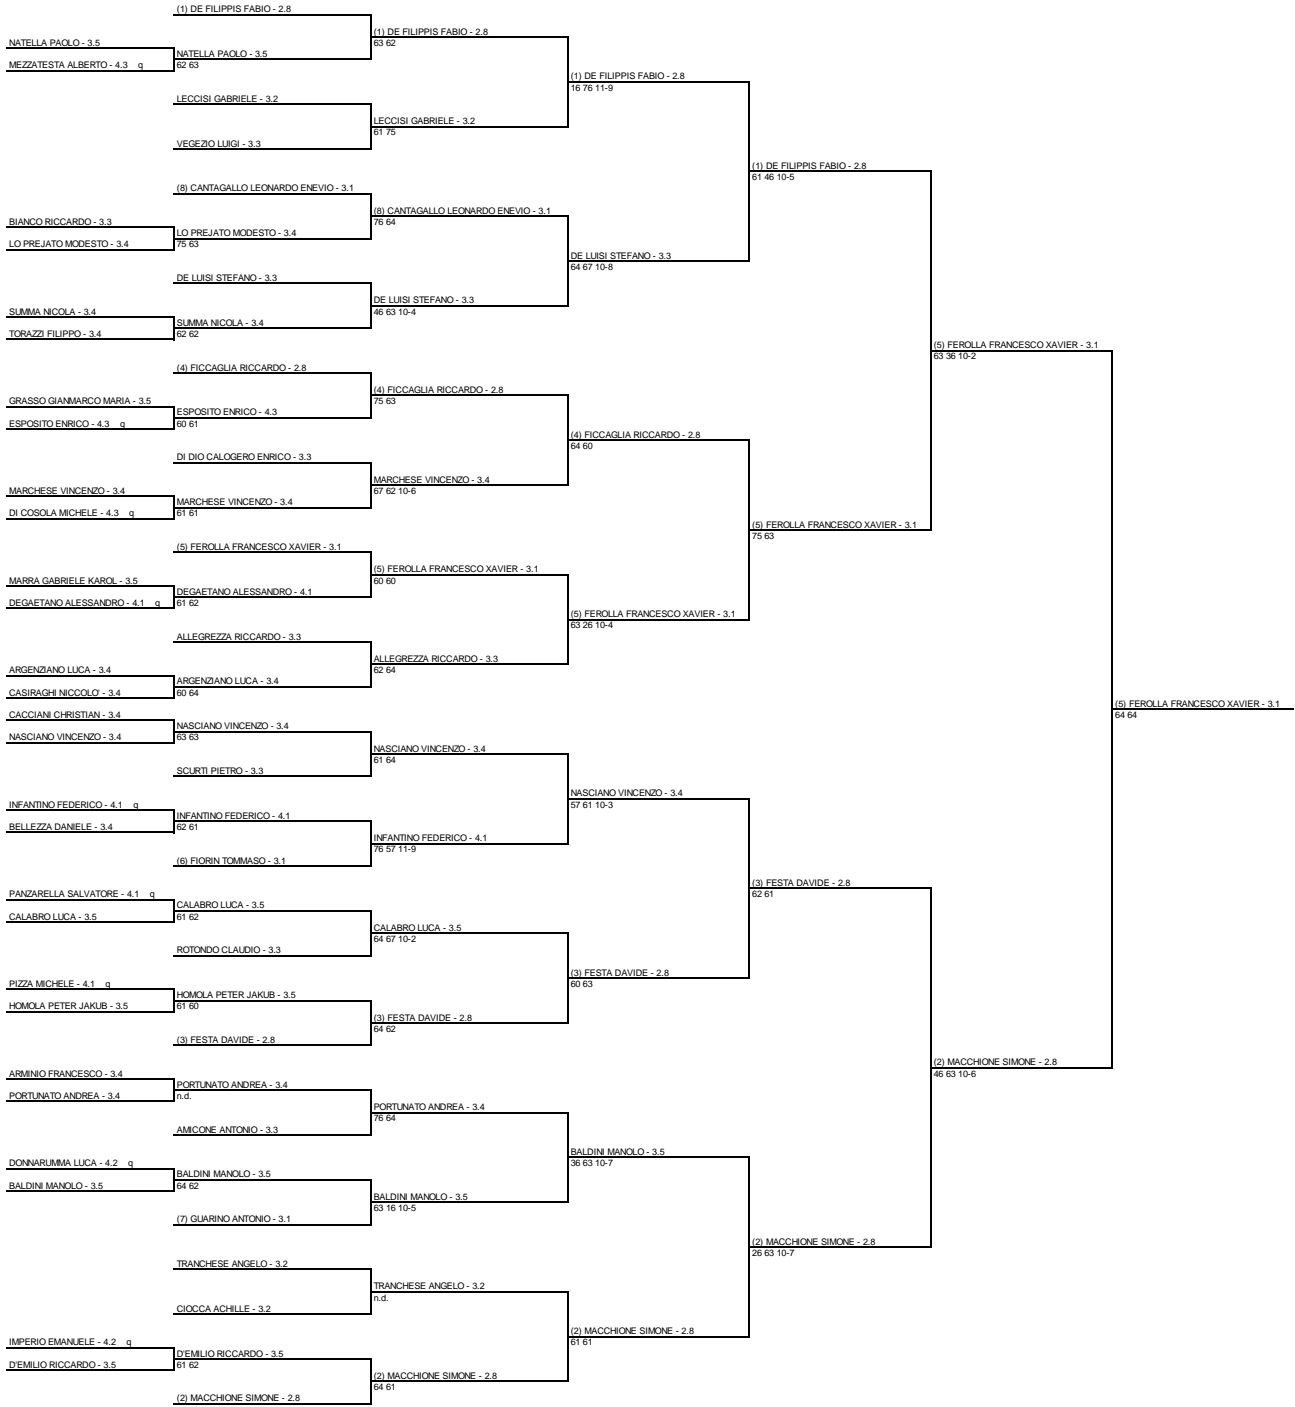 (1) DE FILIPPIS FABIO - 2.8
(1) DE FILIPPIS FABIO - 2.8
63 62
NATELLA PAOLO - 3.5
NATELLA PAOLO - 3.5
62 63
MEZZATESTA ALBERTO - 4.3 q
(1) DE FILIPPIS FABIO - 2.8
16 76 11-9
LECCISI GABRIELE - 3.2
LECCISI GABRIELE - 3.2
61 75
VEGEZIO LUIGI - 3.3
(1) DE FILIPPIS FABIO - 2.8
61 46 10-5
(8) CANTAGALLO LEONARDO ENEVIO - 3.1
(8) CANTAGALLO LEONARDO ENEVIO - 3.1
76 64
BIANCO RICCARDO - 3.3
LO PREJATO MODESTO - 3.4
75 63
LO PREJATO MODESTO - 3.4
DE LUISI STEFANO - 3.3
64 67 10-8
DE LUISI STEFANO - 3.3
DE LUISI STEFANO - 3.3
46 63 10-4
SUMMA NICOLA - 3.4
SUMMA NICOLA - 3.4
62 62
TORAZZI FILIPPO - 3.4
(5) FEROLLA FRANCESCO XAVIER - 3.1
63 36 10-2
(4) FICCAGLIA RICCARDO - 2.8
(4) FICCAGLIA RICCARDO - 2.8
75 63
GRASSO GIANMARCO MARIA - 3.5
ESPOSITO ENRICO - 4.3
60 61
ESPOSITO ENRICO - 4.3 q
(4) FICCAGLIA RICCARDO - 2.8
64 60
DI DIO CALOGERO ENRICO - 3.3
MARCHESE VINCENZO - 3.4
67 62 10-6
MARCHESE VINCENZO - 3.4
MARCHESE VINCENZO - 3.4
61 61
DI COSOLA MICHELE - 4.3 q
(5) FEROLLA FRANCESCO XAVIER - 3.1
75 63
(5) FEROLLA FRANCESCO XAVIER - 3.1
(5) FEROLLA FRANCESCO XAVIER - 3.1
60 60
MARRA GABRIELE KAROL - 3.5
DEGAETANO ALESSANDRO - 4.1
61 62
DEGAETANO ALESSANDRO - 4.1 q
(5) FEROLLA FRANCESCO XAVIER - 3.1
63 26 10-4
ALLEGREZZA RICCARDO - 3.3
ALLEGREZZA RICCARDO - 3.3
62 64
ARGENZIANO LUCA - 3.4
ARGENZIANO LUCA - 3.4
60 64
CASIRAGHI NICCOLO' - 3.4
(5) FEROLLA FRANCESCO XAVIER - 3.1
64 64
CACCIANI CHRISTIAN - 3.4
NASCIANO VINCENZO - 3.4
63 63
NASCIANO VINCENZO - 3.4
NASCIANO VINCENZO - 3.4
61 64
SCURTI PIETRO - 3.3
NASCIANO VINCENZO - 3.4
57 61 10-3
INFANTINO FEDERICO - 4.1 q
INFANTINO FEDERICO - 4.1
62 61
BELLEZZA DANIELE - 3.4
INFANTINO FEDERICO - 4.1
76 57 11-9
(6) FIORIN TOMMASO - 3.1
(3) FESTA DAVIDE - 2.8
62 61
PANZARELLA SALVATORE - 4.1 q
CALABRO LUCA - 3.5
61 62
CALABRO LUCA - 3.5
CALABRO LUCA - 3.5
64 67 10-2
ROTONDO CLAUDIO - 3.3
(3) FESTA DAVIDE - 2.8
60 63
PIZZA MICHELE - 4.1 q
HOMOLA PETER JAKUB - 3.5
61 60
HOMOLA PETER JAKUB - 3.5
(3) FESTA DAVIDE - 2.8
64 62
(3) FESTA DAVIDE - 2.8
(2) MACCHIONE SIMONE - 2.8
46 63 10-6
ARMINIO FRANCESCO - 3.4
PORTUNATO ANDREA - 3.4
n.d.
PORTUNATO ANDREA - 3.4
PORTUNATO ANDREA - 3.4
76 64
AMICONE ANTONIO - 3.3
BALDINI MANOLO - 3.5
36 63 10-7
DONNARUMMA LUCA - 4.2 q
BALDINI MANOLO - 3.5
64 62
BALDINI MANOLO - 3.5
BALDINI MANOLO - 3.5
63 16 10-5
(7) GUARINO ANTONIO - 3.1
(2) MACCHIONE SIMONE - 2.8
26 63 10-7
TRANCHESE ANGELO - 3.2
TRANCHESE ANGELO - 3.2
n.d.
CIOCCA ACHILLE - 3.2
(2) MACCHIONE SIMONE - 2.8
61 61
IMPERIO EMANUELE - 4.2 q
D'EMILIO RICCARDO - 3.5
61 62
D'EMILIO RICCARDO - 3.5
(2) MACCHIONE SIMONE - 2.8
64 61
(2) MACCHIONE SIMONE - 2.8